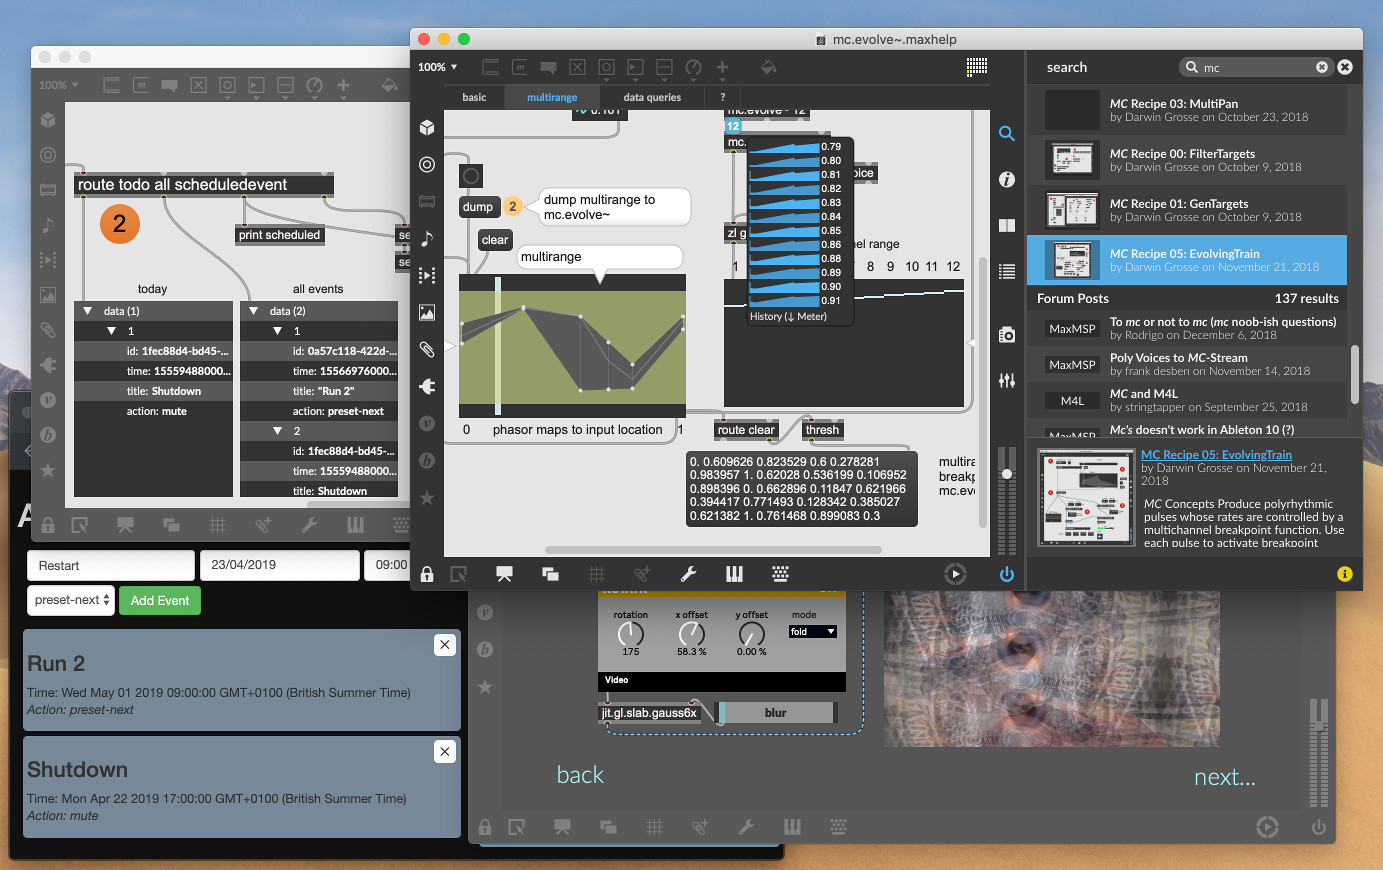 mc.evolve~.maxhelp
100%
basic
multirange
data queries
?
0.79
0.80
0.81
0.82
0.83
0.84
0.85
0.86
0.88
0.89
0.90
0.91
History (↓ Meter)
12
dump
2
dump multirange to
mc.evolve~
clear
multirange
0
phasor maps to input location
1
zl g
1
8 9 10 11 12
route clear
thresh
0. 0.609626 0.823529 0.6 0.278281
0.983957 1. 0.62028 0.536199 0.106952
0.898396 0. 0.662896 0.11847 0.621966
0.394417 0.771493 0.128342 0.385027
0.621382 1. 0.761468 0.899083 0.3
multira
breakp
mc.evo
search
mc
MC Recipe 03: MultiPan
by Darwin Grosse on October 23, 2018
MC Recipe 00: FilterTargets
by Darwin Grosse on October 9, 2018
MC Recipe 01: GenTargets
by Darwin Grosse on October 9, 2018
MC Recipe 05: EvolvingTrain
by Darwin Grosse on November 21, 2018
Forum Posts
137 results
MaxMSP
To mc or not to mc (mc noob-ish questions)
by Rodrigo on December 6, 2018
MaxMSP
Poly Voices to MC-Stream
by frank desben on November 14, 2018
M4L
MC and M4L
by stringtapper on September 25, 2018
MaxMSP
Mc's doesn't work in Ableton 10 (?)
MC Recipe 05: EvolvingTrain
by Darwin Grosse on November 21,
2018
MC Concepts Produce polyrhythmic
pulses whose rates are controlled by a
multichannel breakpoint function. Use
each pulse to activate breakpoint
100%
route todo all scheduledevent
2
print scheduled
se
se
today
all events
data (1)
1
id: 1fec88d4-bd45-...
time: 15559488000...
title: Shutdown
action: mute
data (2)
1
id: 0a57c118-422d-...
time: 15566976000...
title: "Run 2"
action: preset-next
2
id: 1fec88d4-bd45-...
time: 15559488000...
title: Shutdown
Restart
23/04/2019
09:00
preset-next
Add Event
Run 2
Time: Wed May 01 2019 09:00:00 GMT+0100 (British Summer Time)
Action: preset-next
Shutdown
Time: Mon Apr 22 2019 17:00:00 GMT+0100 (British Summer Time)
Action: mute
rotation
x offset
y offset
mode
fold
175
58.3 %
0.00 %
Video
jit.gl.slab.gauss6x
blur
back
next...